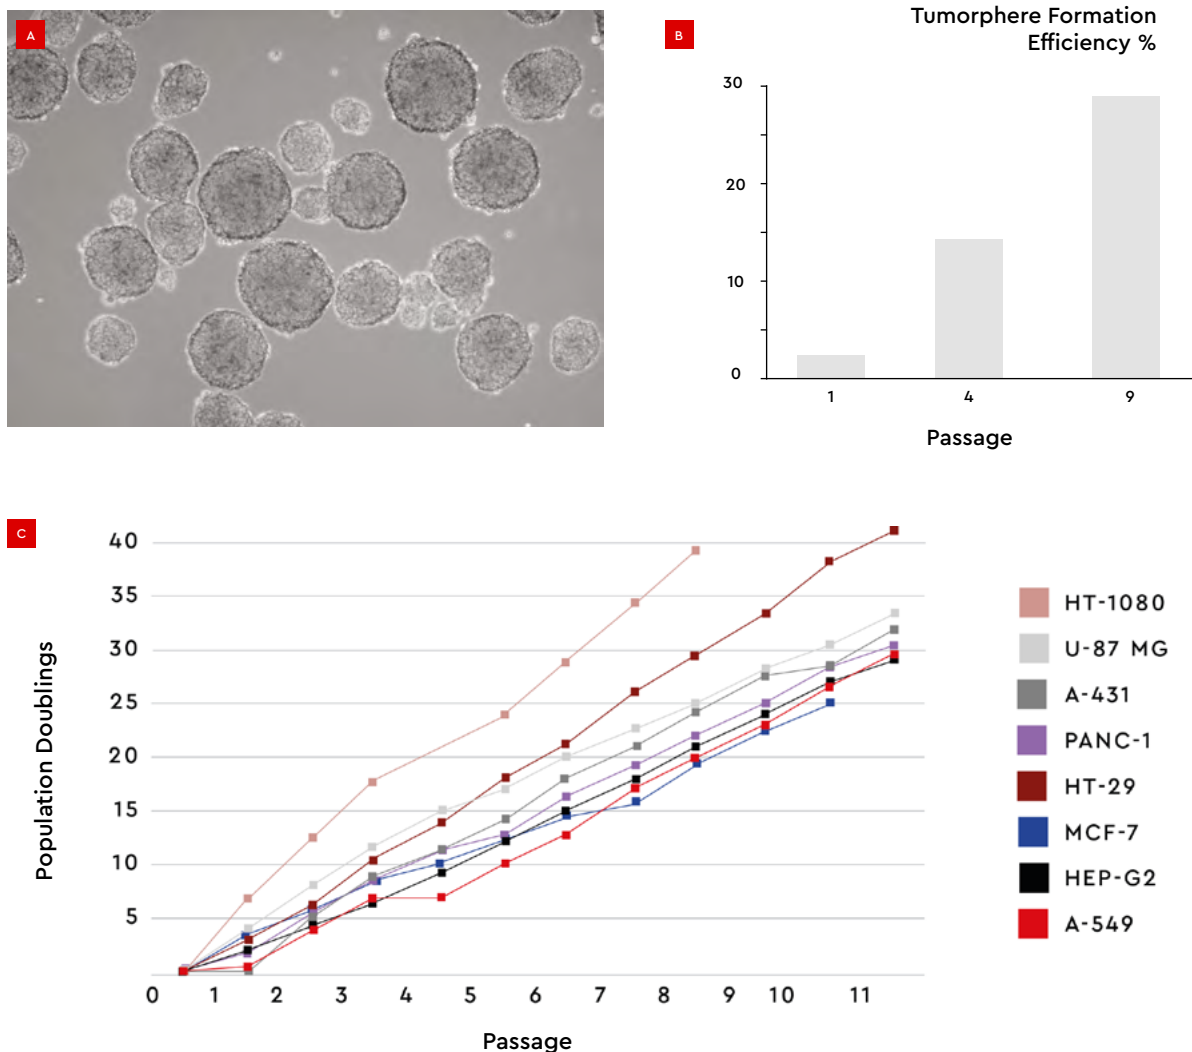 A
B
Tumorphere Formation
Efficiency %
30
20
10
0
1 4 9
Passage
C
Population Doublings
40
35
30
25
20
15
10
5
0 1 2 3 4 5 6 7 8 9 10 11
Passage
HT-1080
U-87 MG
A-431
PANC-1
HT-29
MCF-7
HEP-G2
A-549